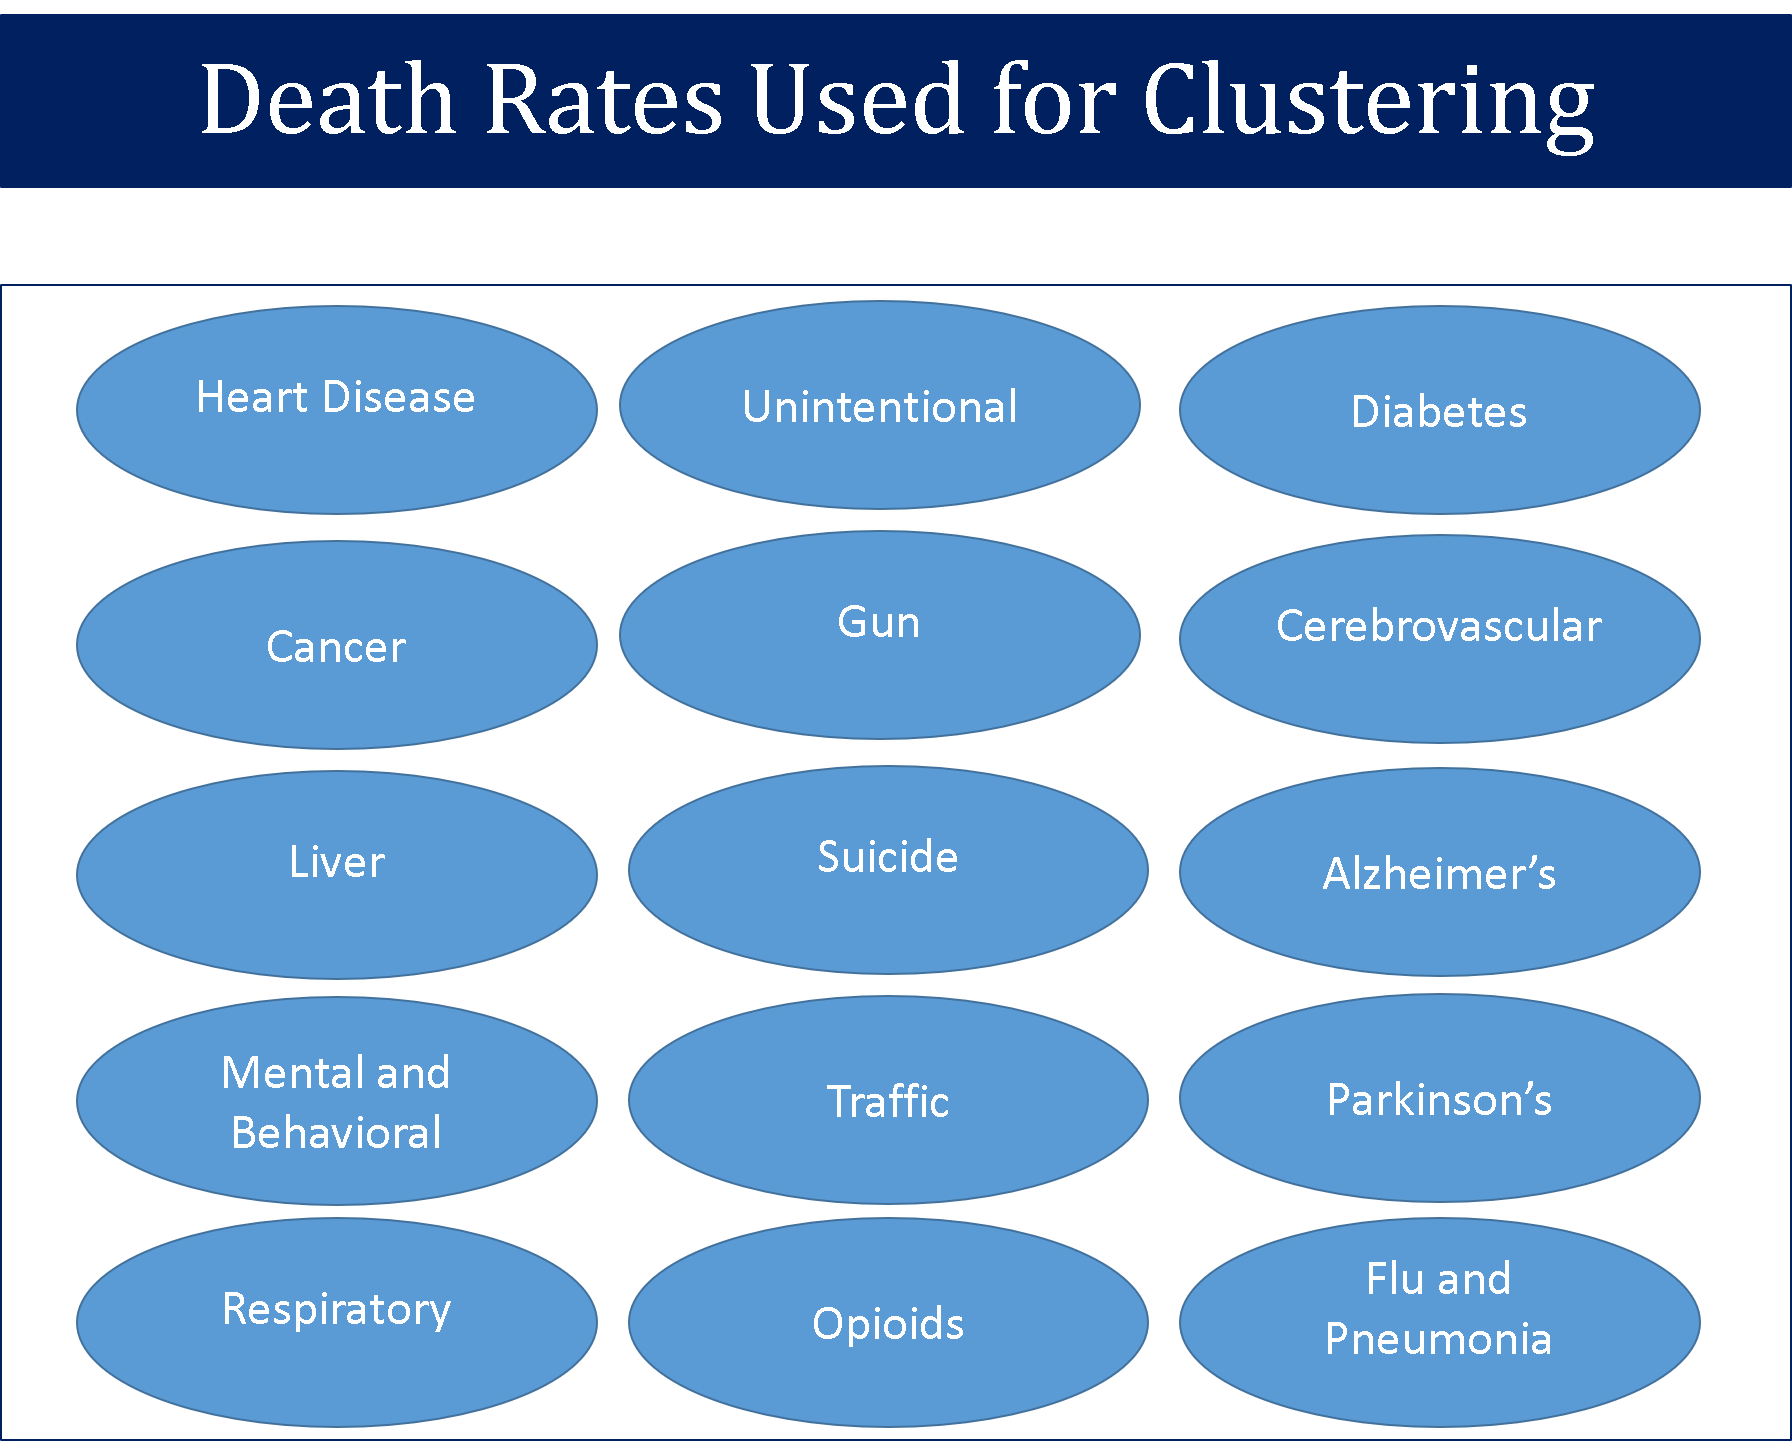 Death Rates Used for Clustering
Heart Disease
Unintentional
Diabetes
Cancer
Gun
Cerebrovascular
Liver
Suicide
Alzheimer’s
Mental and
Behavioral
Traffic
Parkinson’s
Respiratory
Opioids
Flu and
Pneumonia